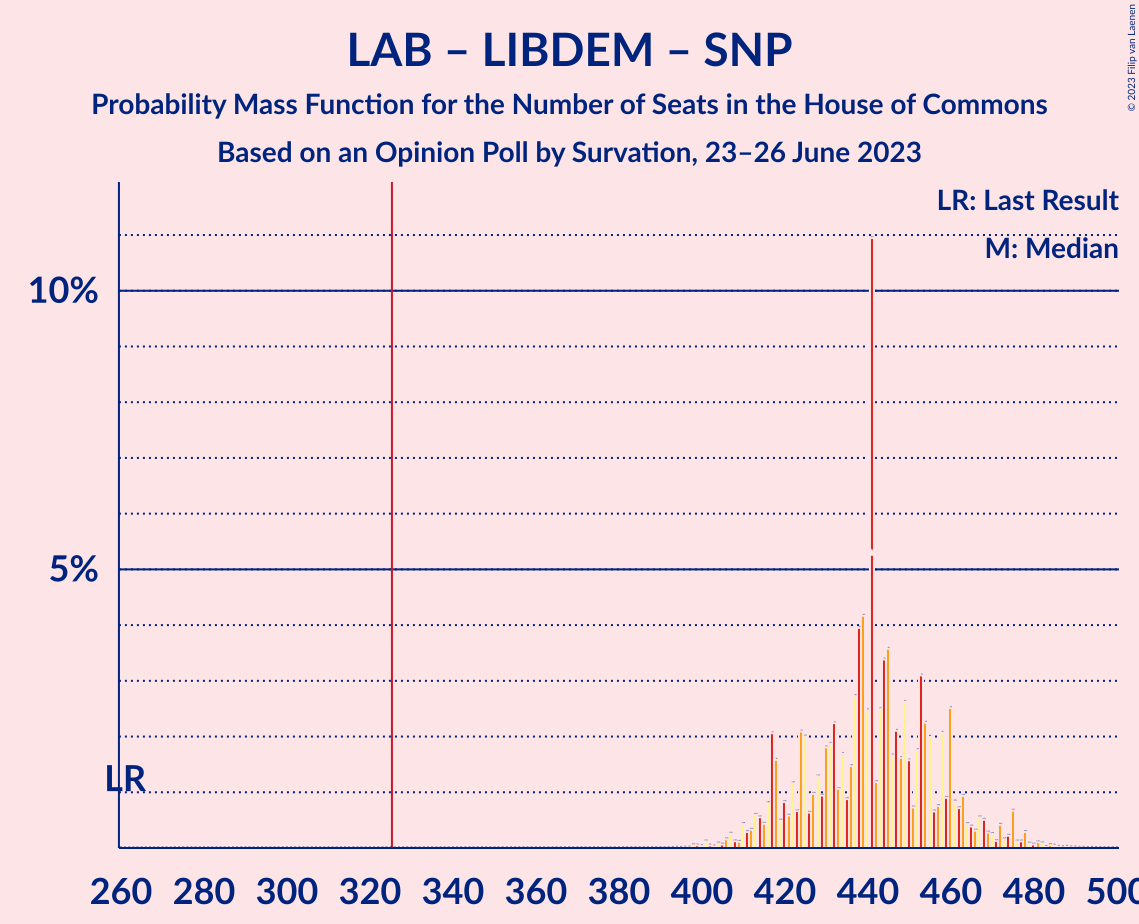 LAB – LIBDEM – SNP
Probability Mass Function for the Number of Seats in the House of Commons
Based on an Opinion Poll by Survation, 23–26 June 2023
© 2023 Filip van Laenen
LR: Last Result
M: Median
10%
5%
LR
260 280 300 320 340 360 380 400 420 440 460 480 500